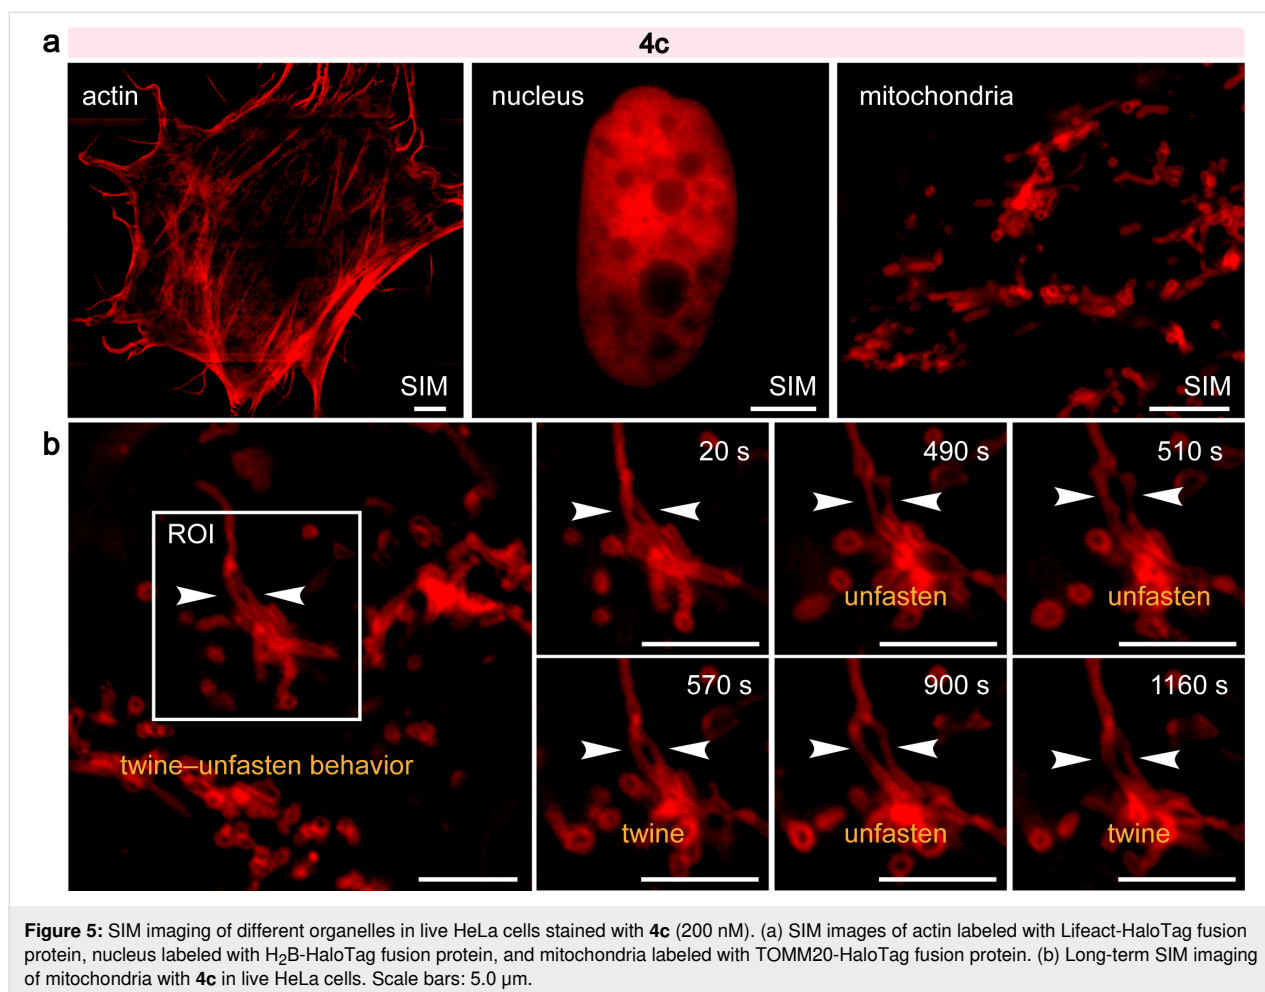 a
4c
actin
nucleus
mitochondria
SIM
SIM
SIM
b
ROI
twine–unfasten behavior
20 s
490 s
unfasten
510 s
unfasten
570 s
twine
900 s
unfasten
1160 s
twine
Figure 5: SIM imaging of different organelles in live HeLa cells stained with 4c (200 nM). (a) SIM images of actin labeled with Lifeact-HaloTag fusion
protein, nucleus labeled with H2B-HaloTag fusion protein, and mitochondria labeled with TOMM20-HaloTag fusion protein. (b) Long-term SIM imaging
of mitochondria with 4c in live HeLa cells. Scale bars: 5.0 μm.